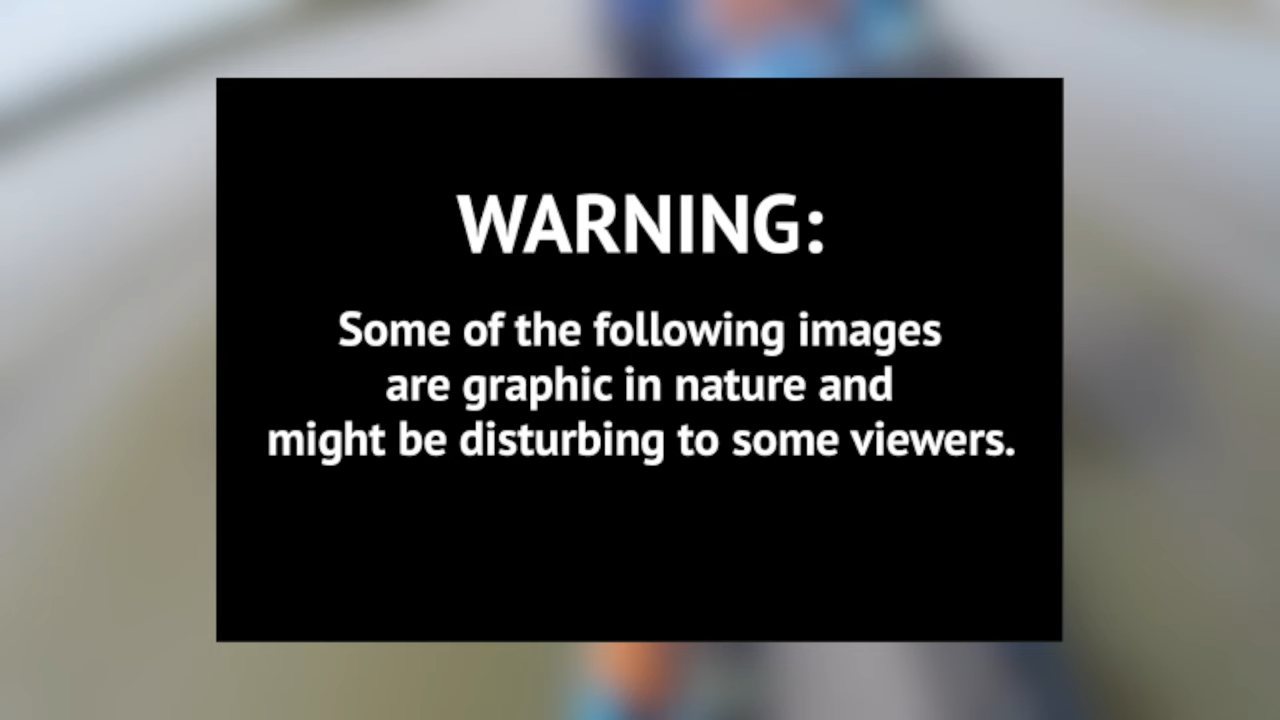 WARNING:
Some of the following images
are graphic in nature and
might be disturbing to some viewers.